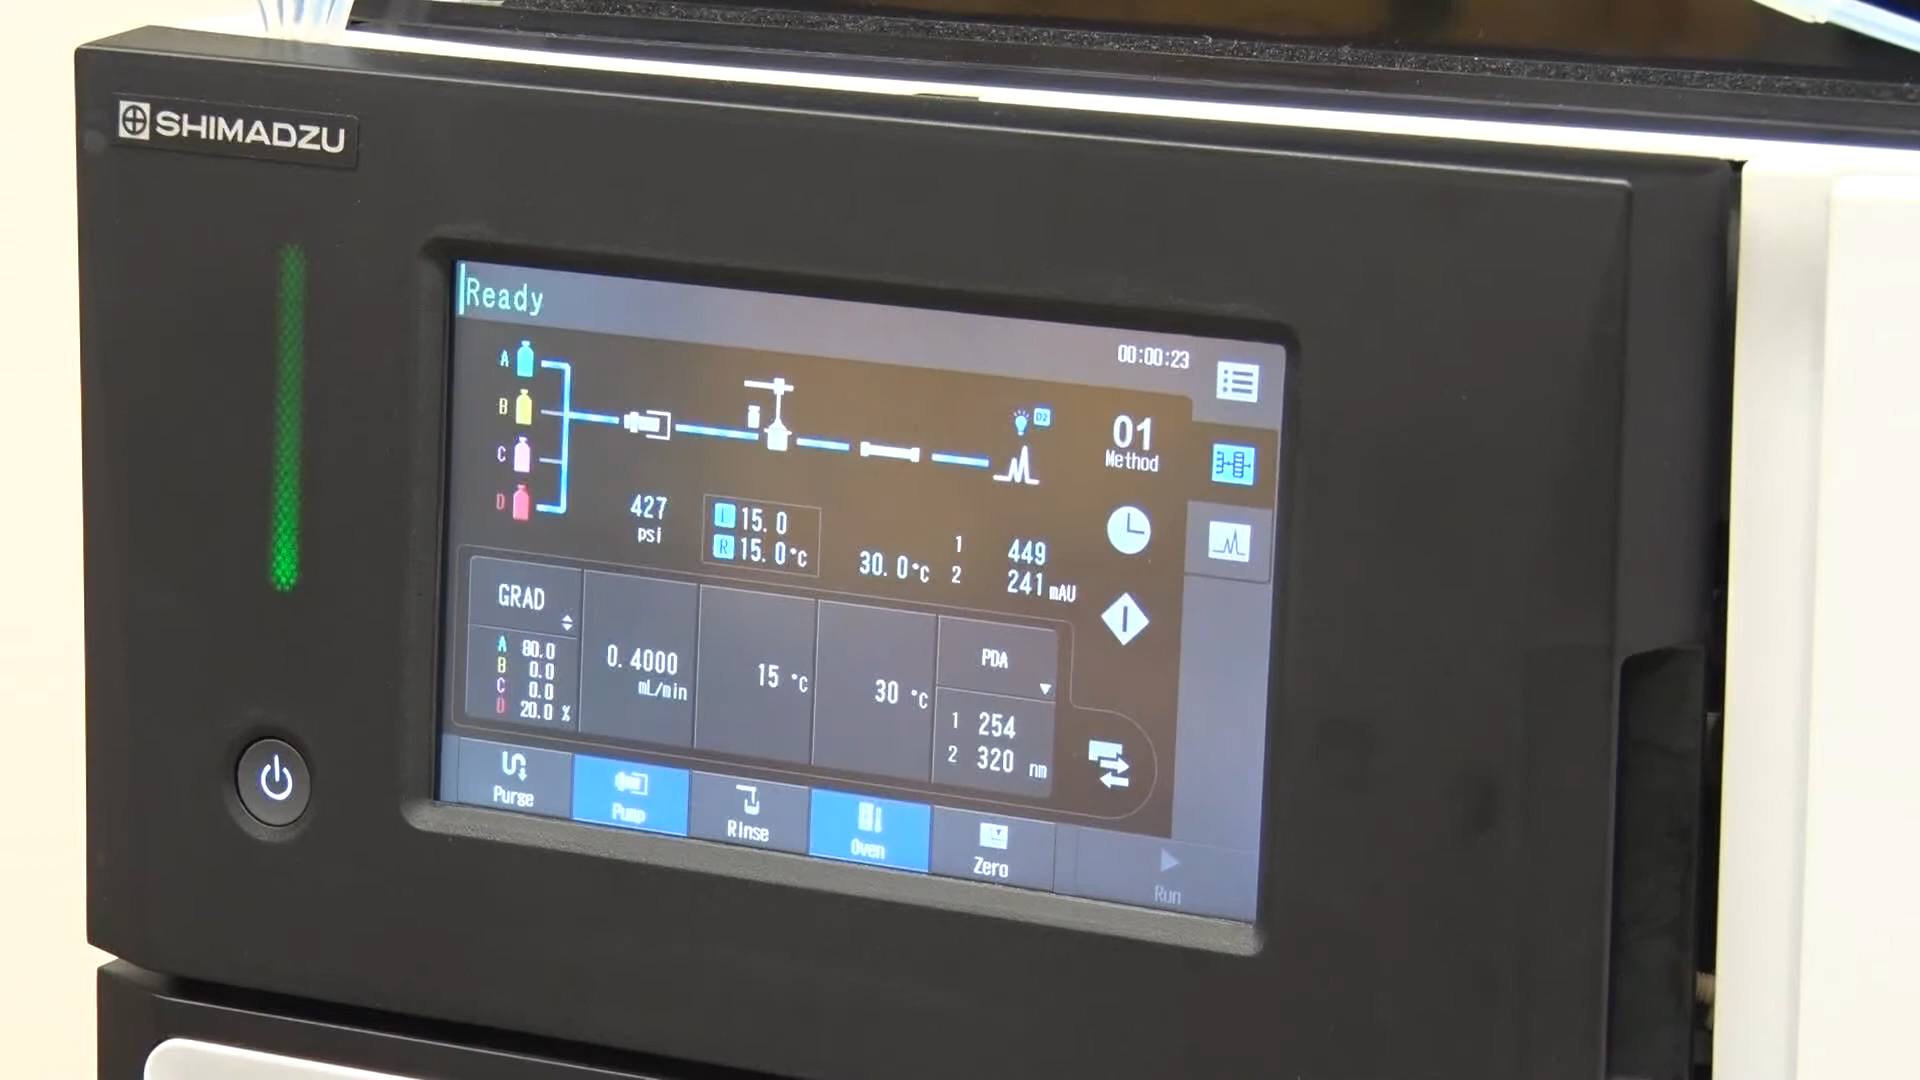 SHIMADZU
Ready
00:00:23
A
B
C
D
D2
01
Method
427
psi
I 15.0
R 15.0°C
30.0°C
1 449
2 241 mAU
GRAD
A 80.0
B 0.0
C 0.0
D 20.0 %
0.4000
mL/min
15 °C
30 °C
PDA
1 254
2 320 nm
Purge
Pump
Rinse
Oven
Zero
Run